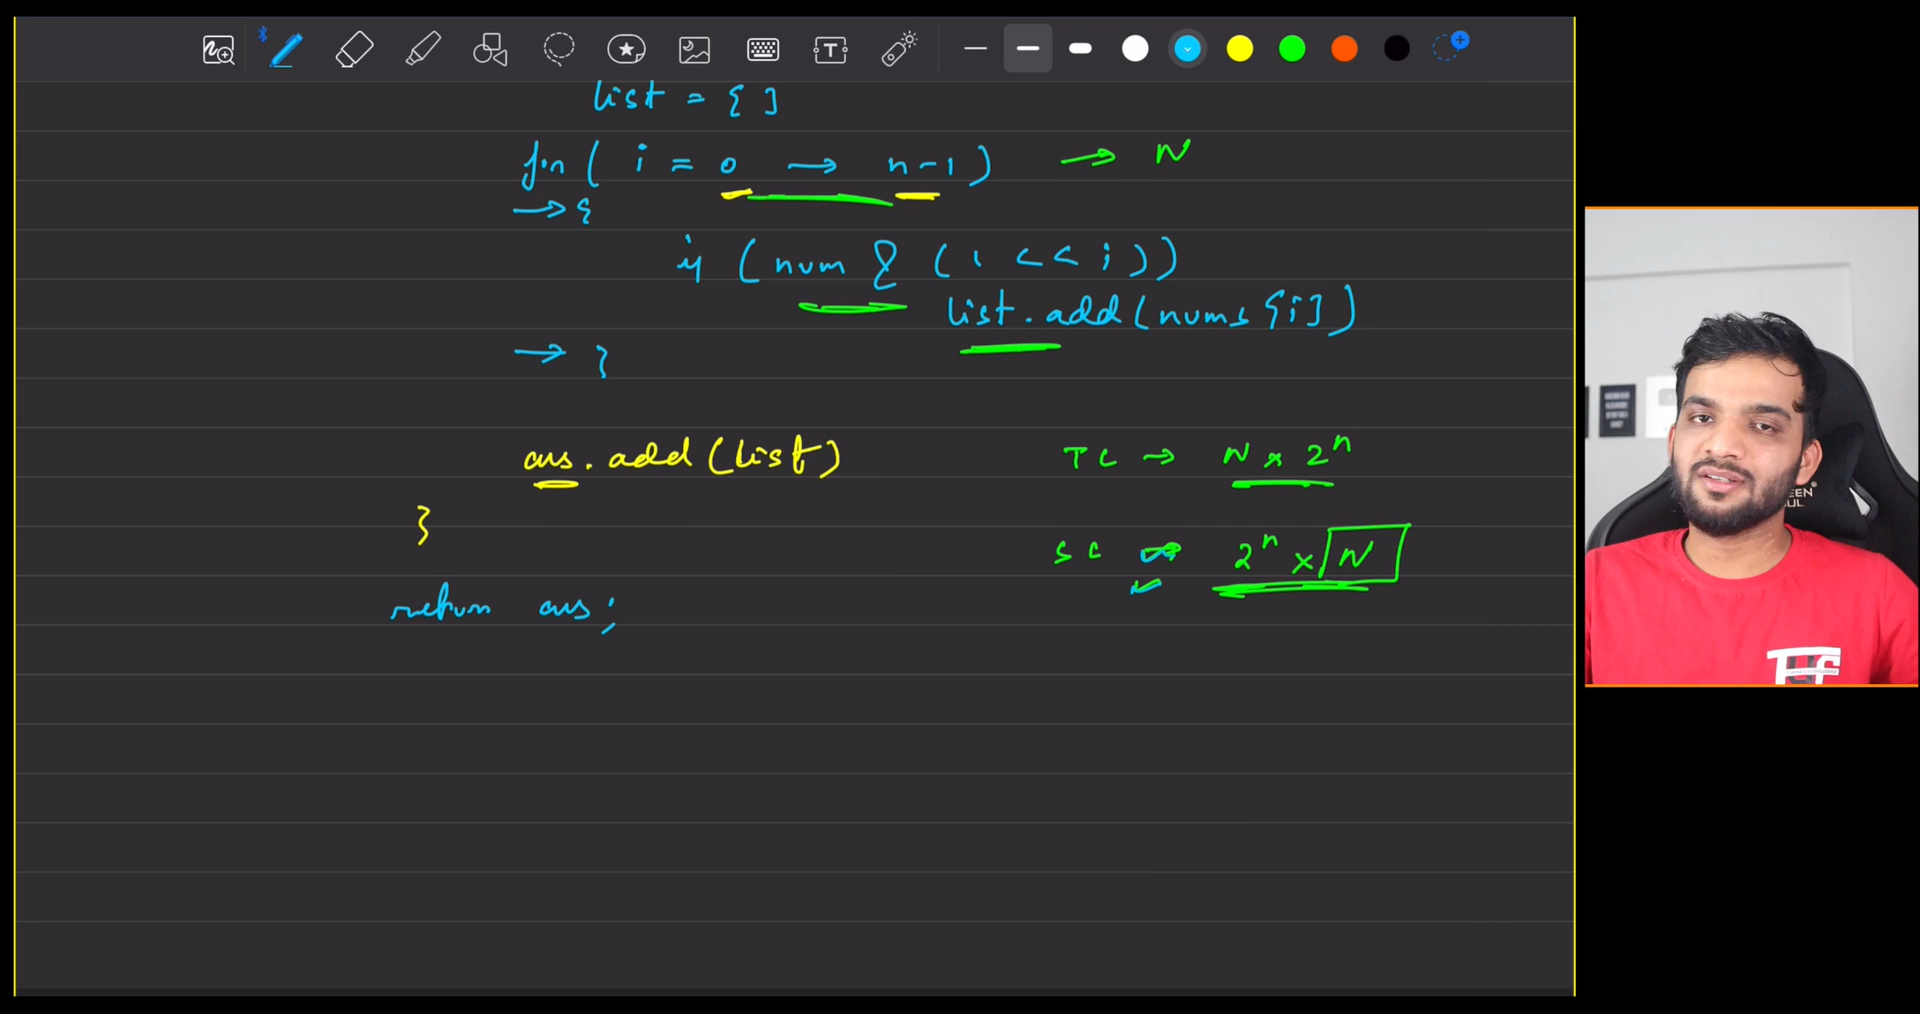 list = { ]
for ( i = 0 → n-1 ) → N
→ {
if ( num & ( 1 << i ) )
list.add(nums[i])
→ }
ans.add(list)
TC → N x 2^n
}
SC → 2^n x N
return ans;
T
TUF